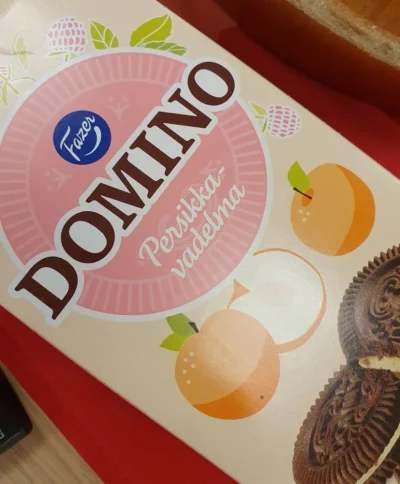 Fazer
DOMINO
Persikka-
vadelma